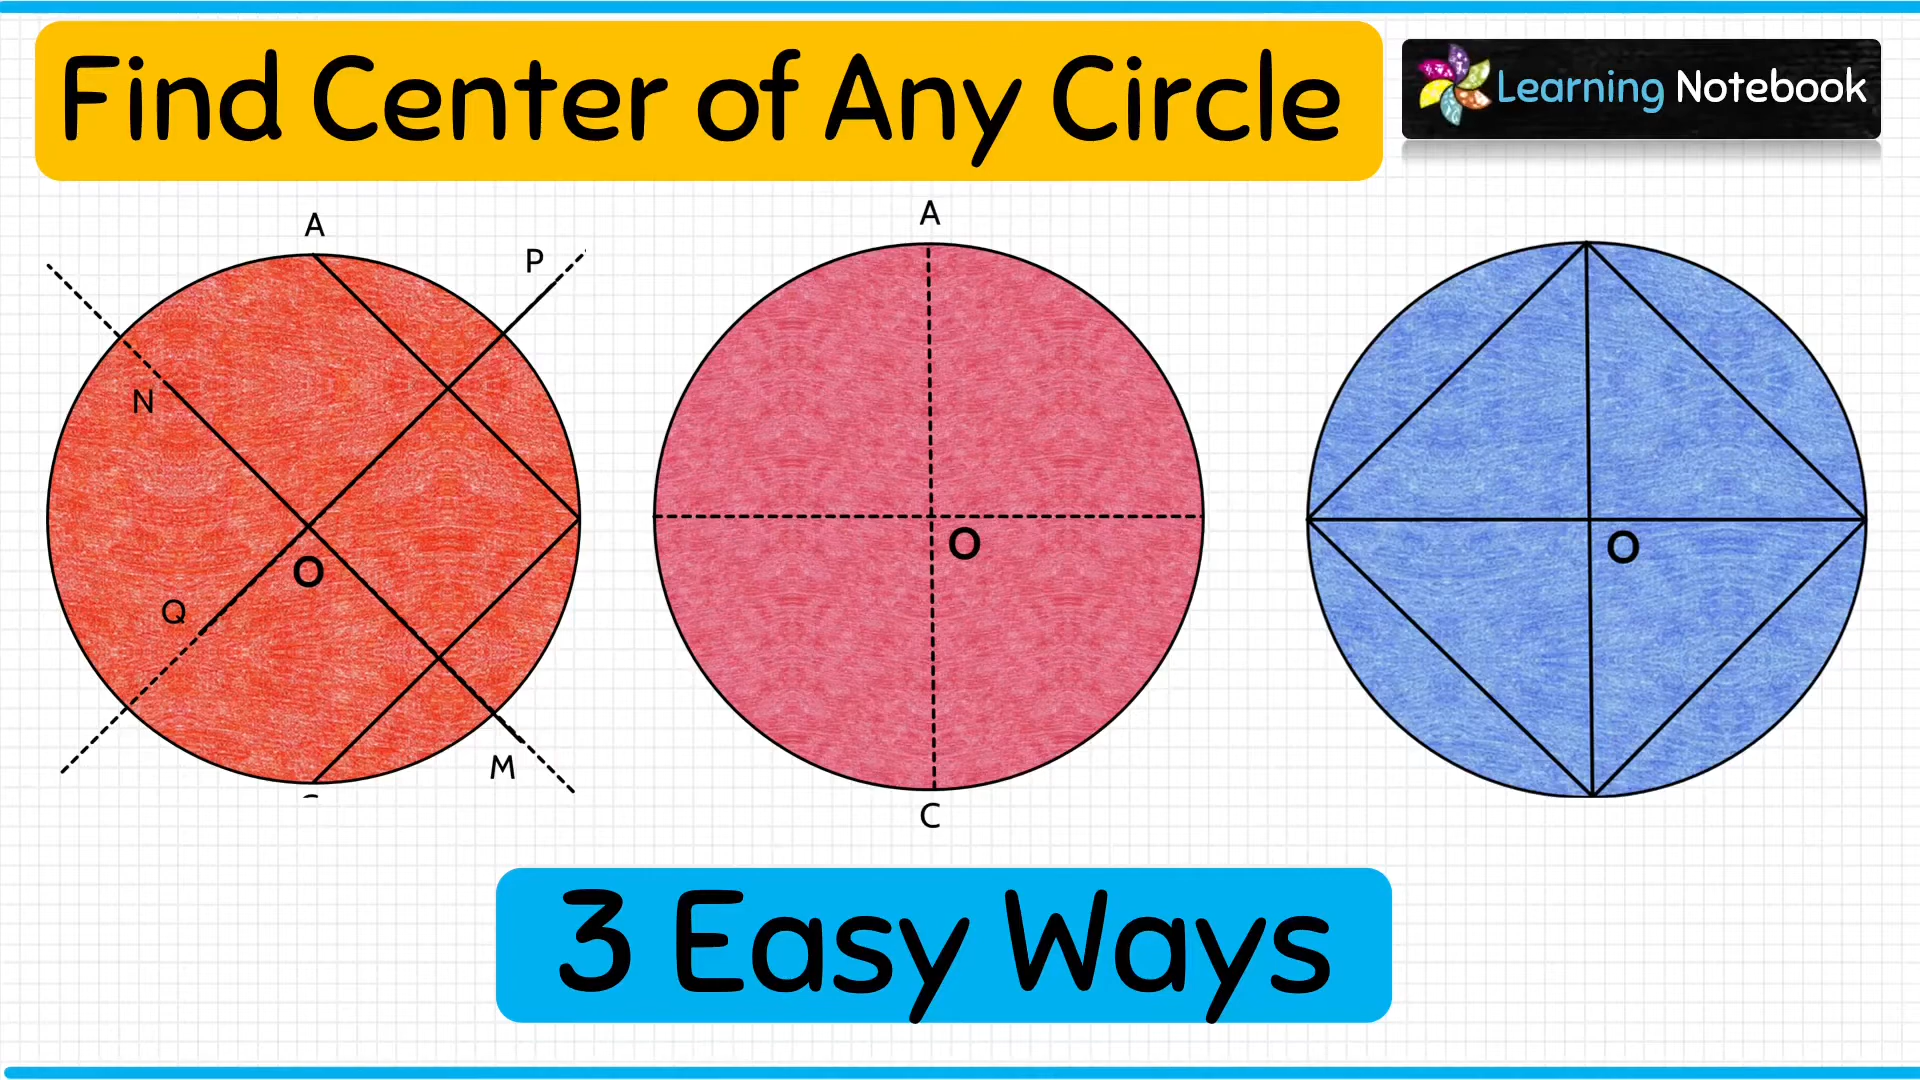 Find Center of Any Circle
Learning Notebook
A
P
N
O
Q
M
A
O
C
O
3 Easy Ways